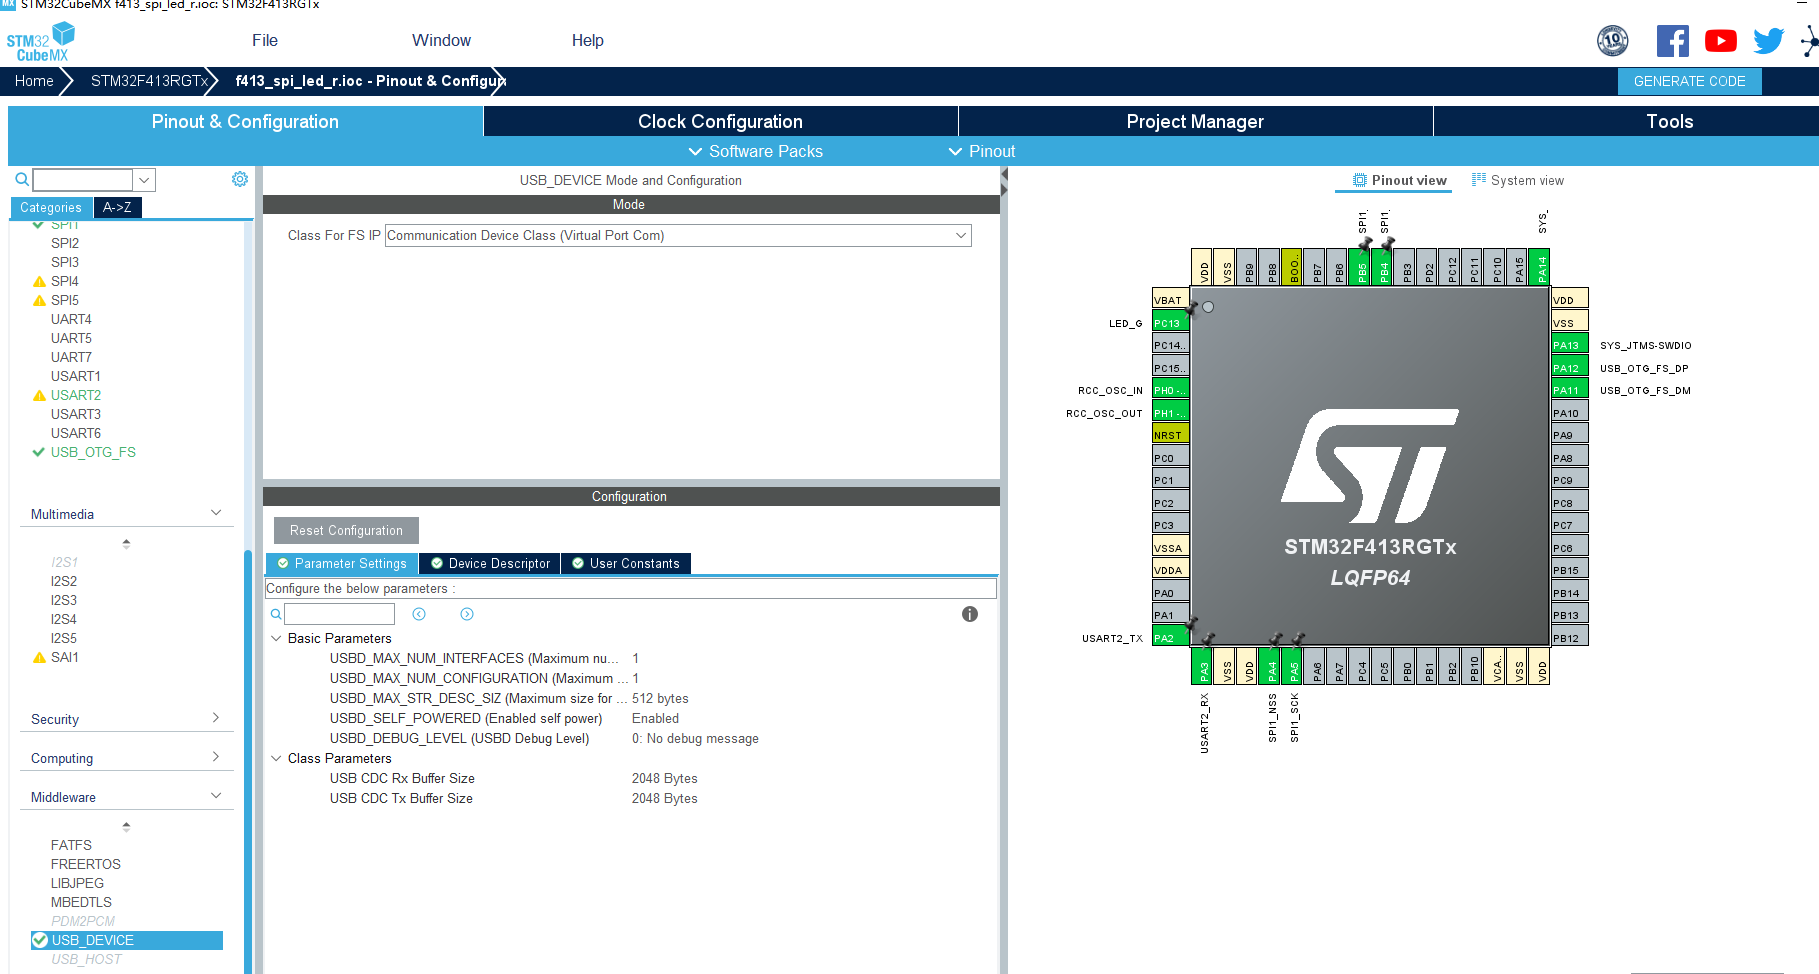 MX STM32CubeMX f413_spi_led_r.ioc: STM32F413RGTx
STM32
CubeMX
File
Window
Help
10
Home
STM32F413RGTx
f413_spi_led_r.ioc - Pinout & Configur
GENERATE CODE
Pinout & Configuration
Clock Configuration
Project Manager
Tools
Software Packs
Pinout
Categories
A->Z
SPI1
SPI2
SPI3
SPI4
SPI5
UART4
UART5
UART7
USART1
USART2
USART3
USART6
USB_OTG_FS
Multimedia
I2S1
I2S2
I2S3
I2S4
I2S5
SAI1
Security
Computing
Middleware
FATFS
FREERTOS
LIBJPEG
MBEDTLS
PDM2PCM
USB_DEVICE
USB_HOST
USB_DEVICE Mode and Configuration
Mode
Class For FS IP Communication Device Class (Virtual Port Com)
Configuration
Reset Configuration
Parameter Settings
Device Descriptor
User Constants
Configure the below parameters :
Basic Parameters
USBD_MAX_NUM_INTERFACES (Maximum nu... 1
USBD_MAX_NUM_CONFIGURATION (Maximum ... 1
USBD_MAX_STR_DESC_SIZ (Maximum size for ... 512 bytes
USBD_SELF_POWERED (Enabled self power) Enabled
USBD_DEBUG_LEVEL (USBD Debug Level) 0: No debug message
Class Parameters
USB CDC Rx Buffer Size 2048 Bytes
USB CDC Tx Buffer Size 2048 Bytes
Pinout view
System view
SPI1_
SPI1_
SYS_
VDD
VSS
PB9
PB8
BOO..
PB7
PB6
PB5
PB4
PB3
PD2
PC12
PC11
PC10
PA15
PA14
VBAT
LED_G PC13
PC14..
PC15..
RCC_OSC_IN PH0 -..
RCC_OSC_OUT PH1 -..
NRST
PC0
PC1
PC2
PC3
VSSA
VDDA
PA0
PA1
USART2_TX PA2
STM32F413RGTx
LQFP64
VDD
VSS
PA13 SYS_JTMS-SWDIO
PA12 USB_OTG_FS_DP
PA11 USB_OTG_FS_DM
PA10
PA9
PA8
PC9
PC8
PC7
PC6
PB15
PB14
PB13
PB12
PA3
VSS
VDD
PA4
PA5
PA6
PA7
PC4
PC5
PB0
PB1
PB2
PB10
VCA..
VSS
VDD
USART2_RX
SPI1_NSS
SPI1_SCK